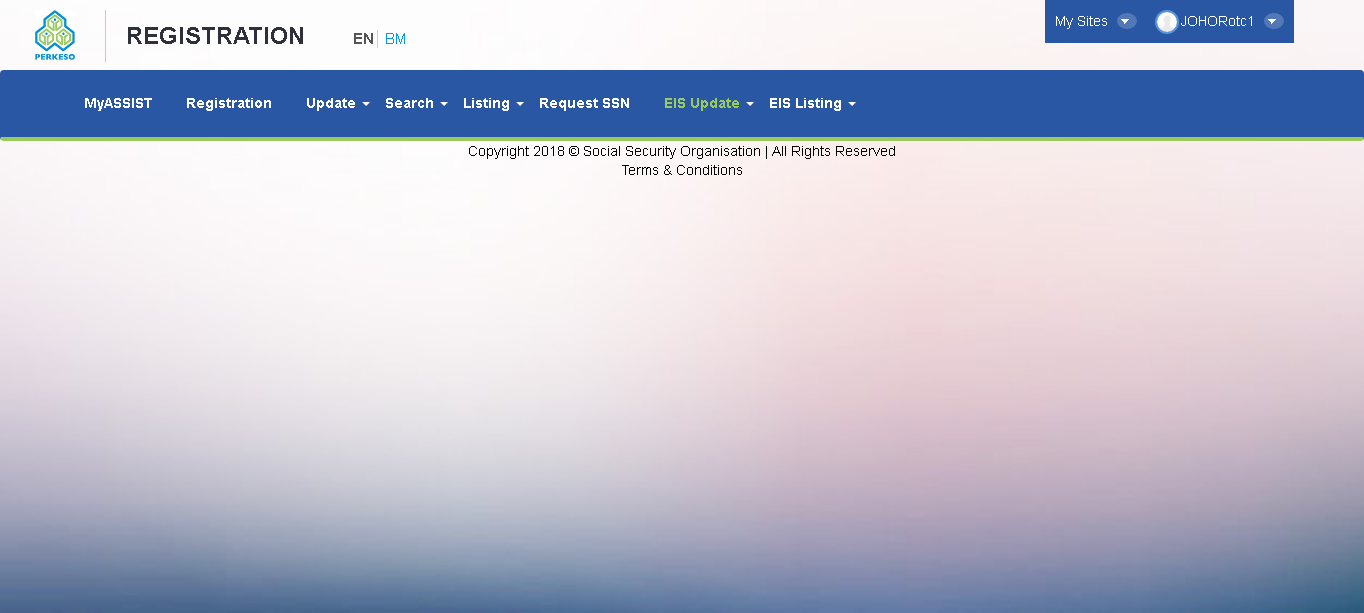 PERKESO
REGISTRATION
EN
BM
My Sites
JOHORotc1
MyASSIST
Registration
Update
Search
Listing
Request SSN
EIS Update
EIS Listing
Copyright 2018 © Social Security Organisation | All Rights Reserved
Terms & Conditions